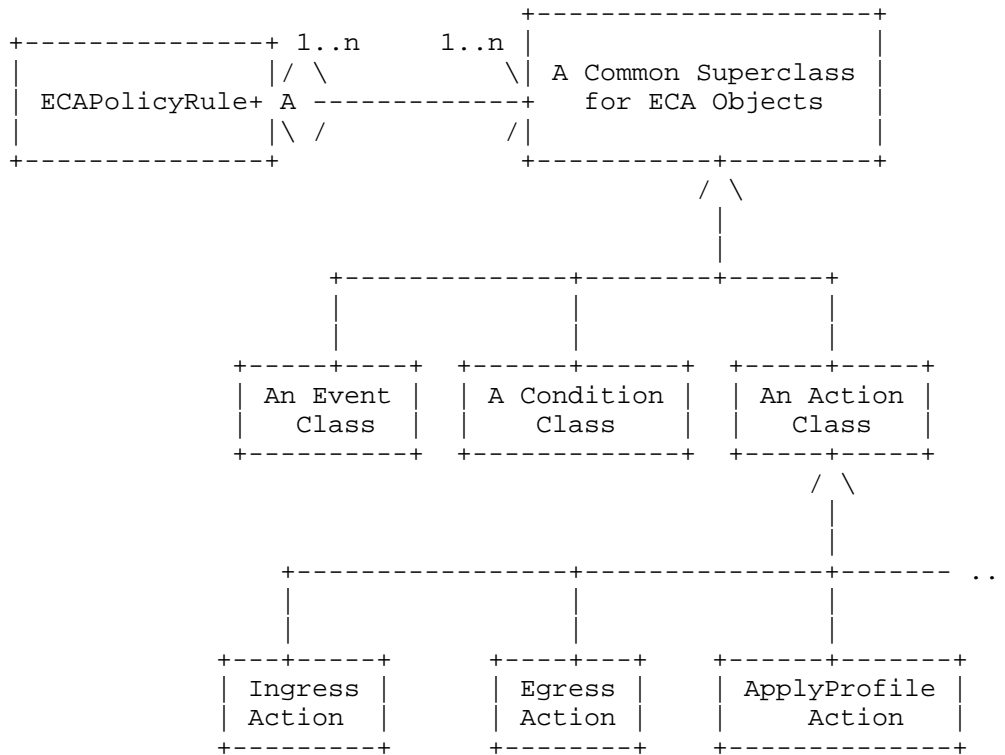 1..n 1..n
A Common Superclass
ECAPolicyRule+ A
for ECA Objects
An Event
Class
A Condition
Class
An Action
Class
..
Ingress
Action
Egress
Action
ApplyProfile
Action